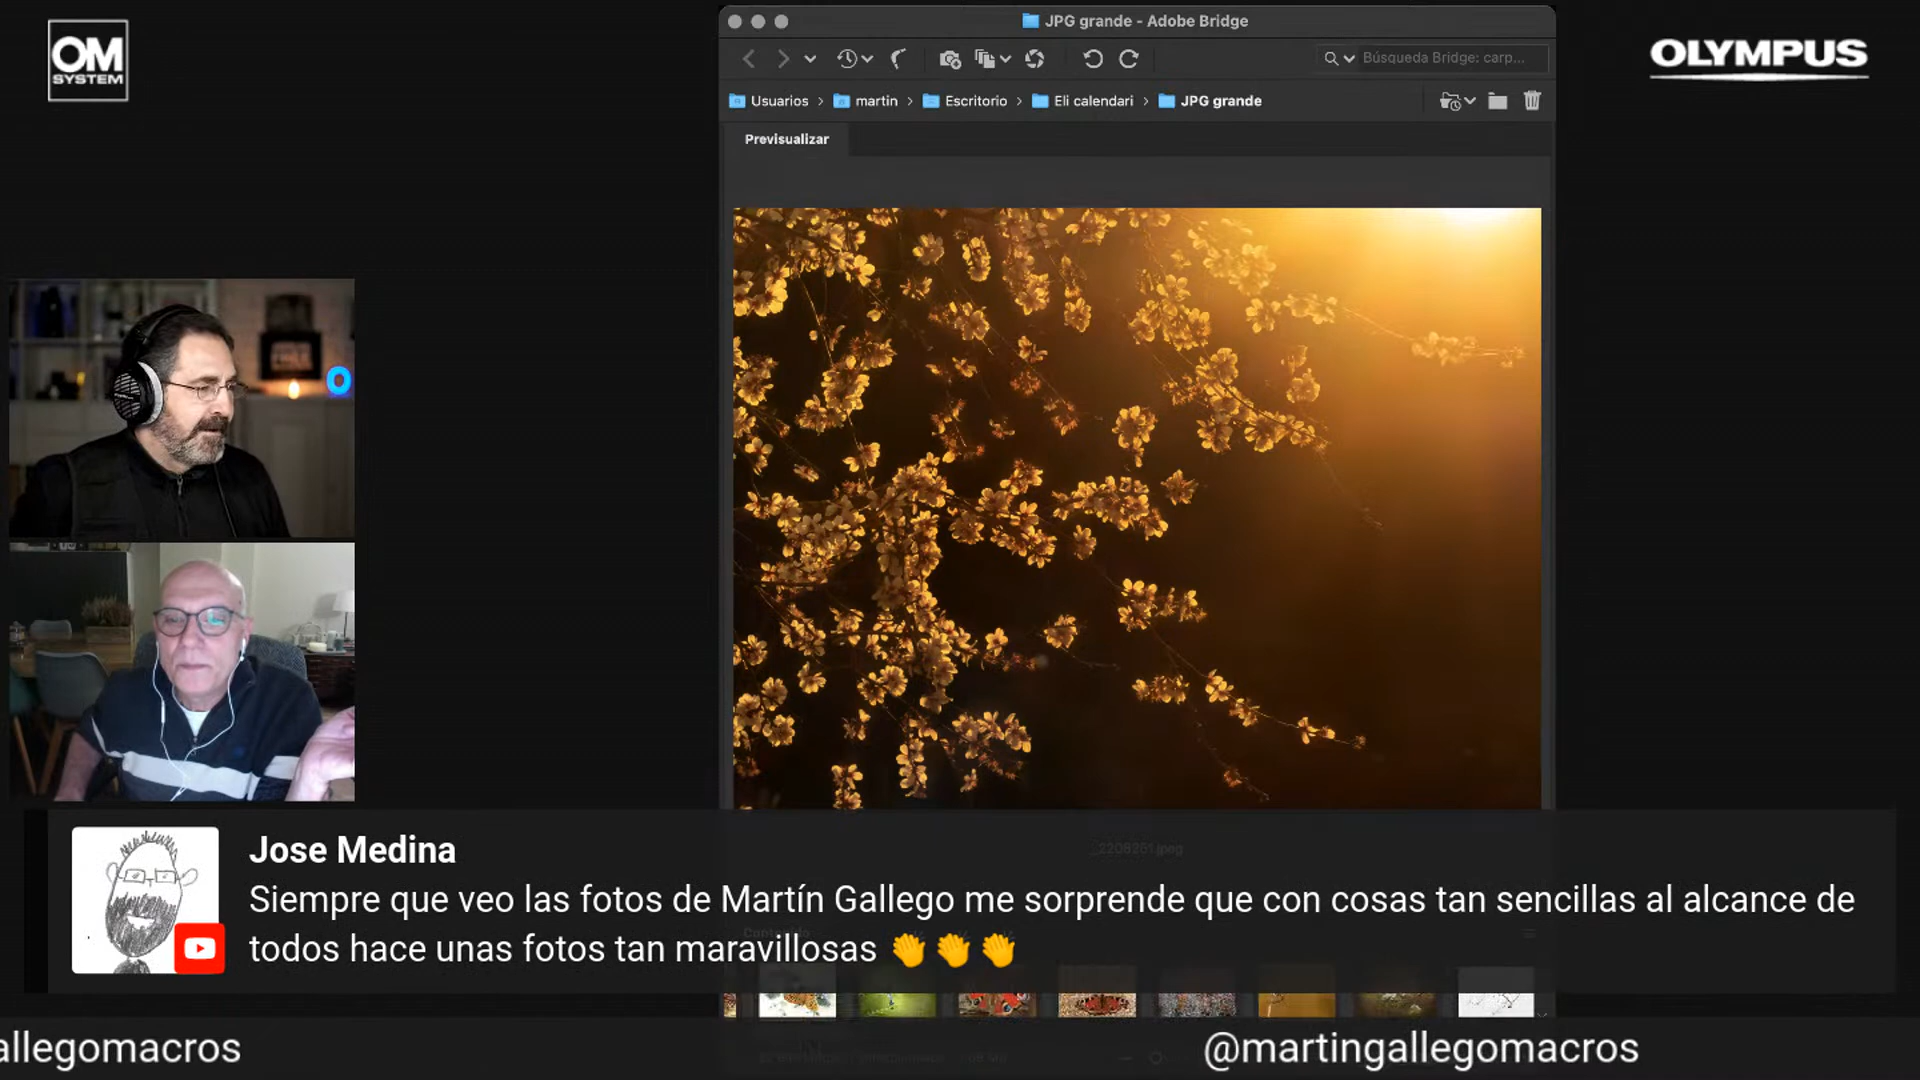 OM
SYSTEM
OLYMPUS
JPG grande - Adobe Bridge
Búsqueda Bridge: carp...
Usuarios
martin
Escritorio
Eli calendari
JPG grande
Previsualizar
Jose Medina
Siempre que veo las fotos de Martín Gallego me sorprende que con cosas tan sencillas al alcance de
todos hace unas fotos tan maravillosas 👏👏👏
Contenido
allegomacros
@martingallegomacros